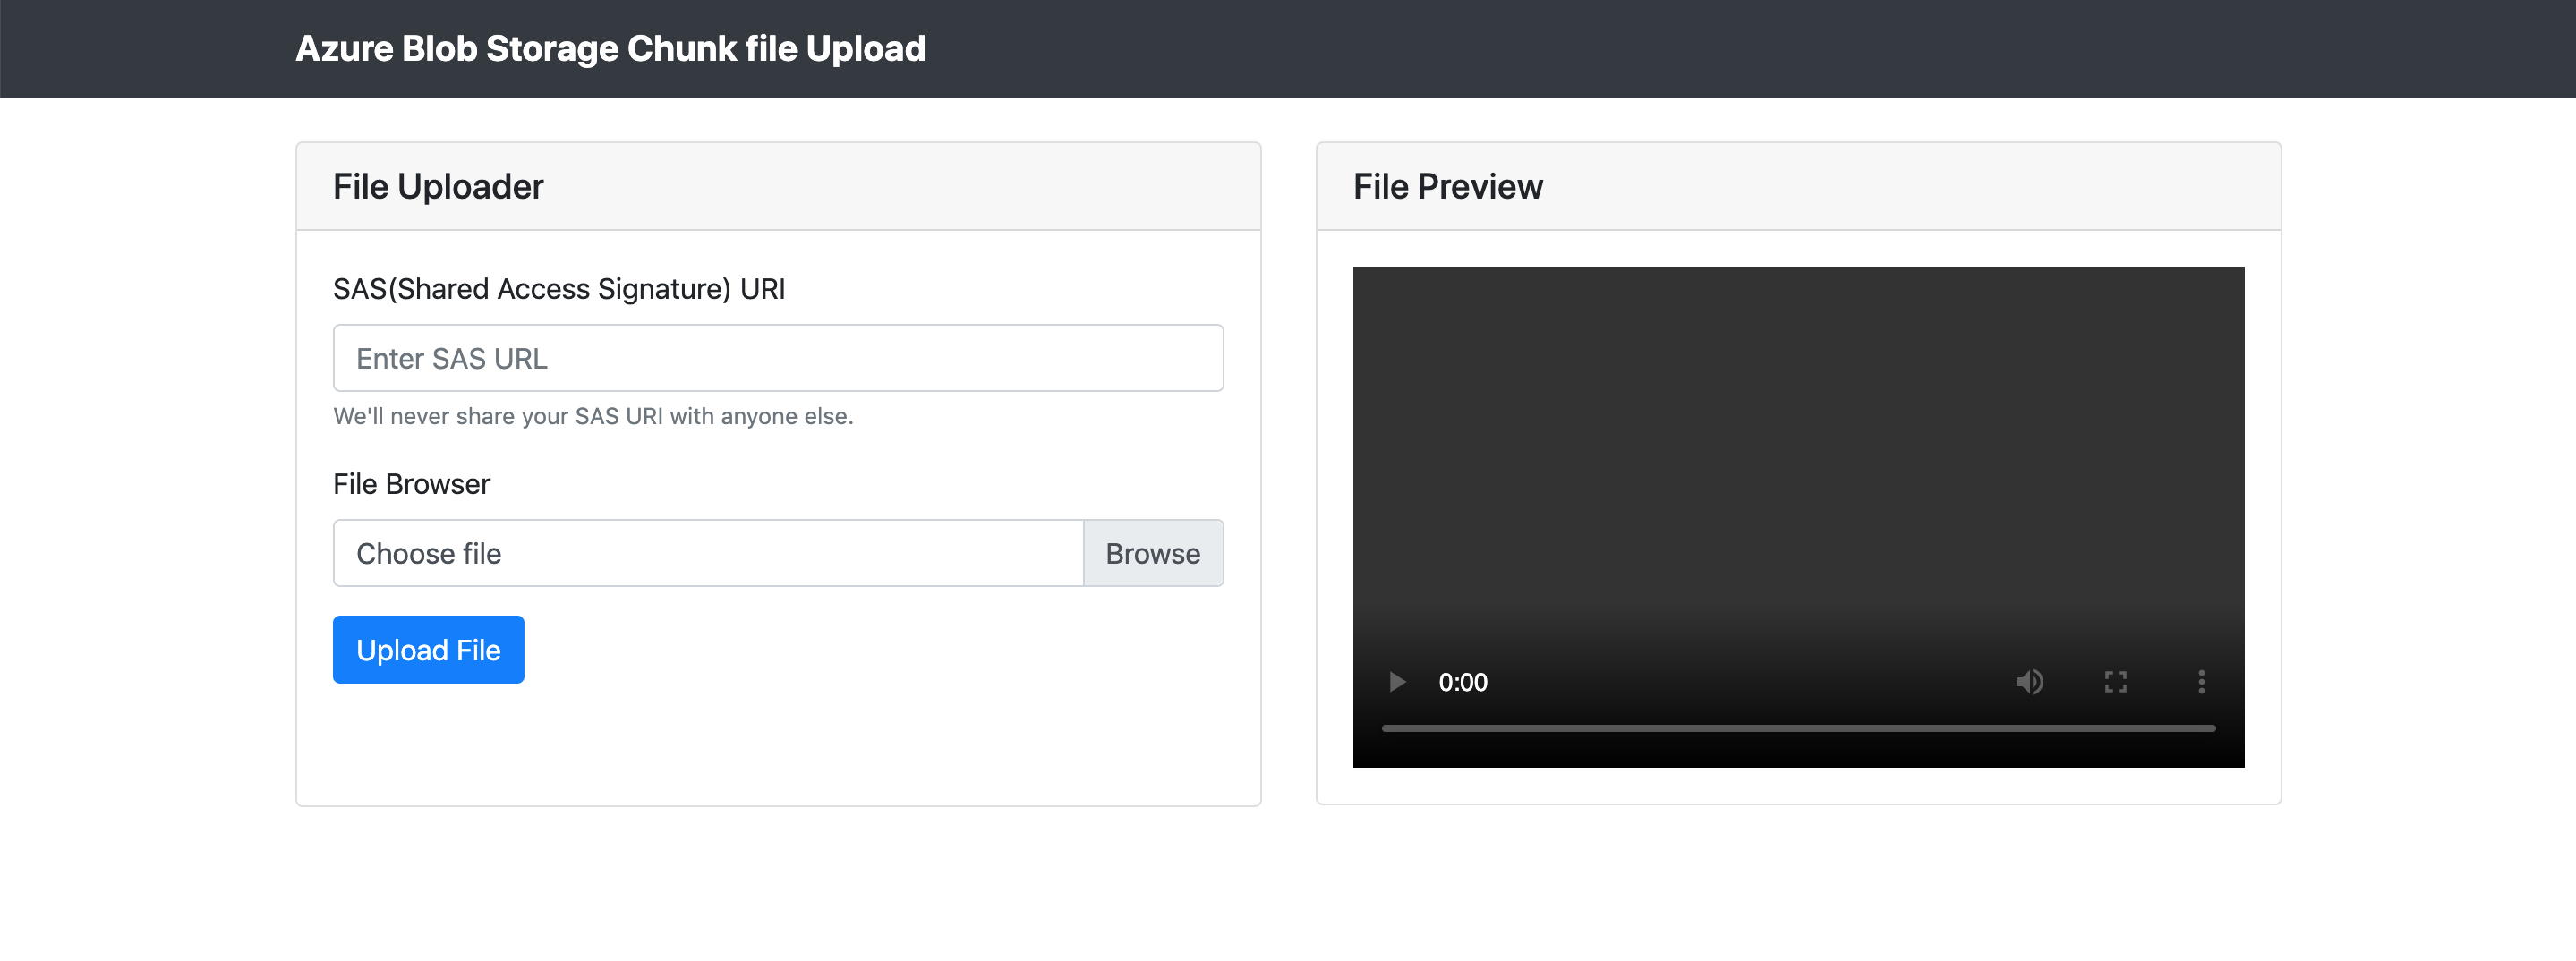 Azure Blob Storage Chunk file Upload
File Uploader
SAS(Shared Access Signature) URI
Enter SAS URL
We'll never share your SAS URI with anyone else.
File Browser
Choose file
Browse
Upload File
File Preview
0:00